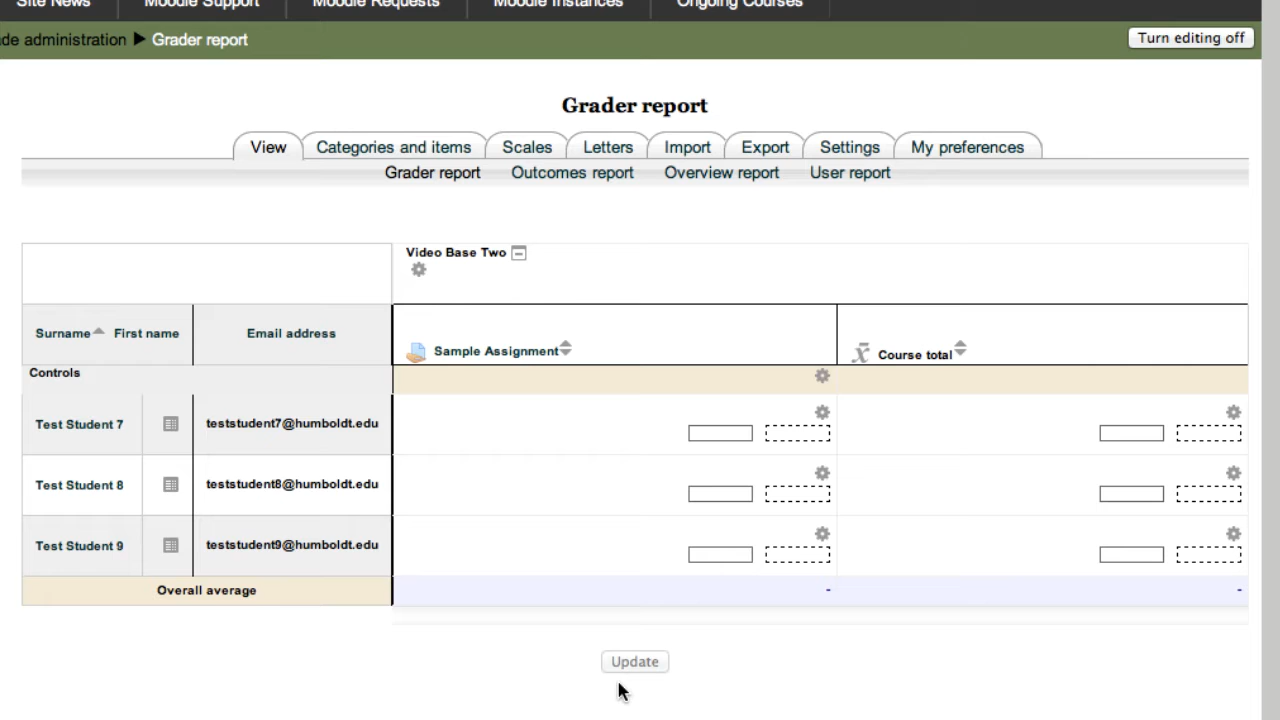 Site News Moodle Support Moodle Requests Moodle Instances Ongoing Courses
de administration ► Grader report Turn editing off
Grader report
View Categories and items Scales Letters Import Export Settings My preferences
Grader report Outcomes report Overview report User report
Video Base Two
Surname First name Email address Sample Assignment Course total
Controls
Test Student 7 teststudent7@humboldt.edu
Test Student 8 teststudent8@humboldt.edu
Test Student 9 teststudent9@humboldt.edu
Overall average - -
Update